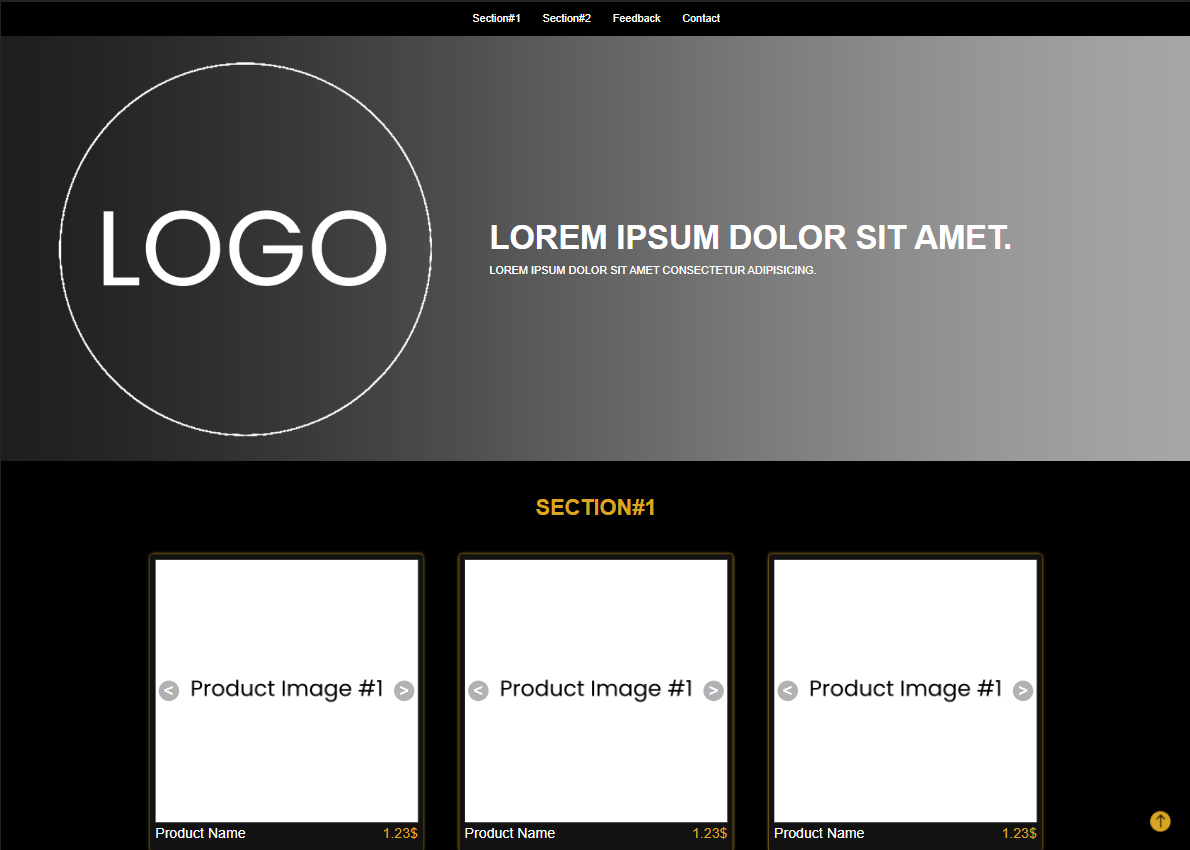 Section#1 Section#2 Feedback Contact
LOGO
LOREM IPSUM DOLOR SIT AMET.
LOREM IPSUM DOLOR SIT AMET CONSECTETUR ADIPISICING.
SECTION#1
< Product Image #1 > < Product Image #1 > < Product Image #1 >
Product Name 1.23$ Product Name 1.23$ Product Name 1.23$